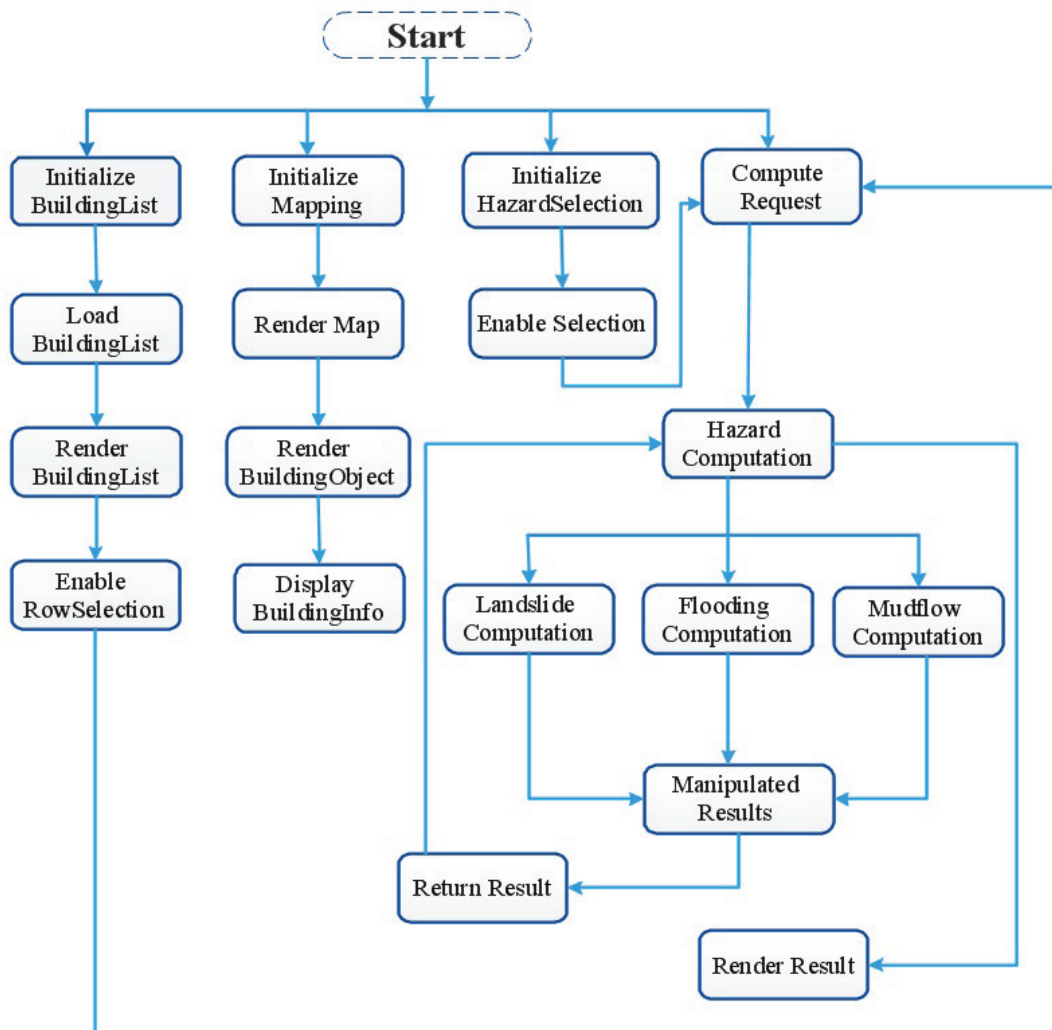 Start
Initialize
BuildingList
Initialize
Mapping
Initialize
HazardSelection
Compute
Request
Load
BuildingList
Render Map
Enable Selection
Render
BuildingList
Render
BuildingObject
Hazard
Computation
Enable
RowSelection
Display
BuildingInfo
Landslide
Computation
Flooding
Computation
Mudflow
Computation
Manipulated
Results
Return Result
Render Result